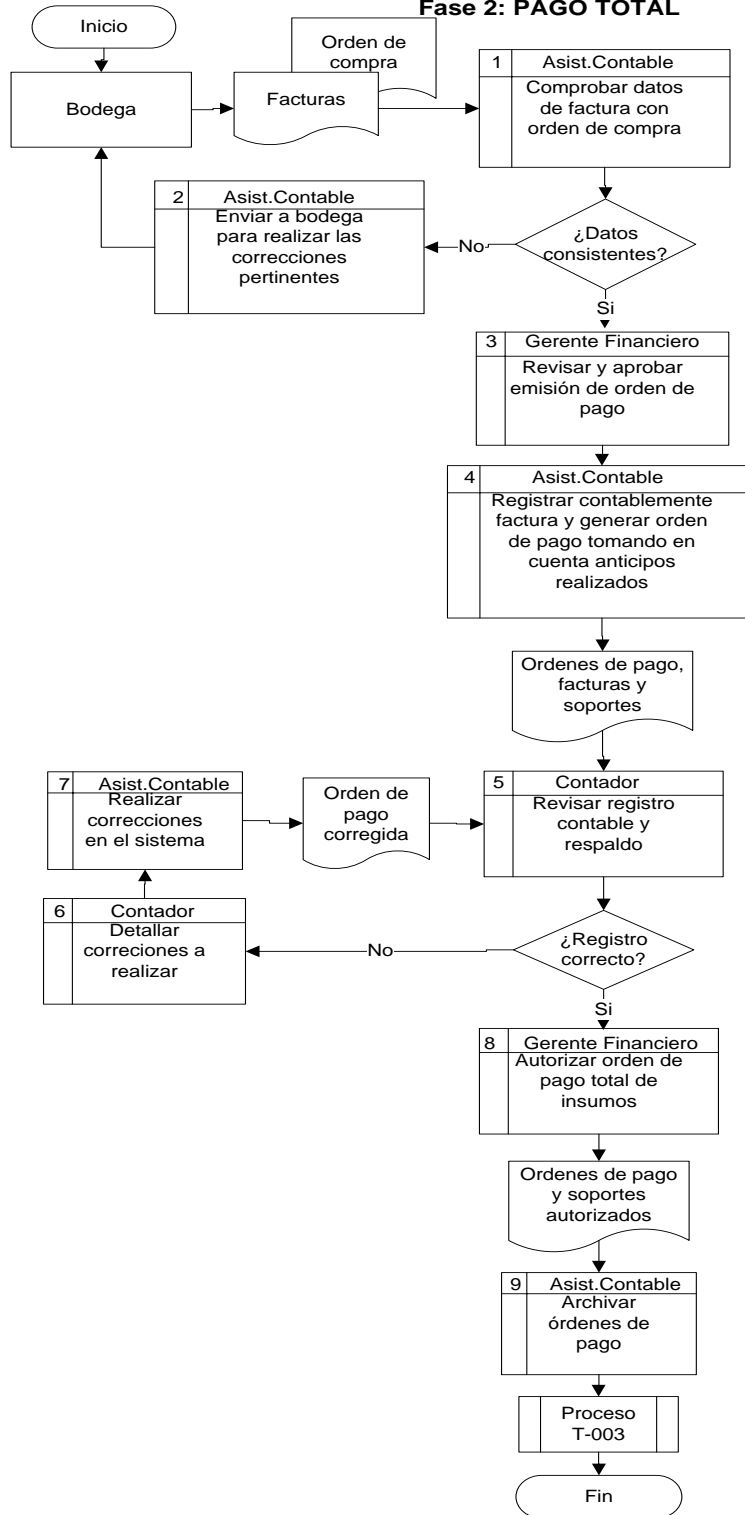 Fase 2: PAGO TOTAL
Inicio
Bodega
Orden de
compra
Facturas
1 Asist.Contable
Comprobar datos
de factura con
orden de compra
2 Asist.Contable
Enviar a bodega
para realizar las
correcciones
pertinentes
No
¿Datos
consistentes?
Si
3 Gerente Financiero
Revisar y aprobar
emisión de orden de
pago
4 Asist.Contable
Registrar contablemente
factura y generar orden
de pago tomando en
cuenta anticipos
realizados
Ordenes de pago,
facturas y
soportes
7 Asist.Contable
Realizar
correcciones
en el sistema
Orden de
pago
corregida
5 Contador
Revisar registro
contable y
respaldo
6 Contador
Detallar
correciones a
realizar
No
¿Registro
correcto?
Si
8 Gerente Financiero
Autorizar orden de
pago total de
insumos
Ordenes de pago
y soportes
autorizados
9 Asist.Contable
Archivar
órdenes de
pago
Proceso
T-003
Fin